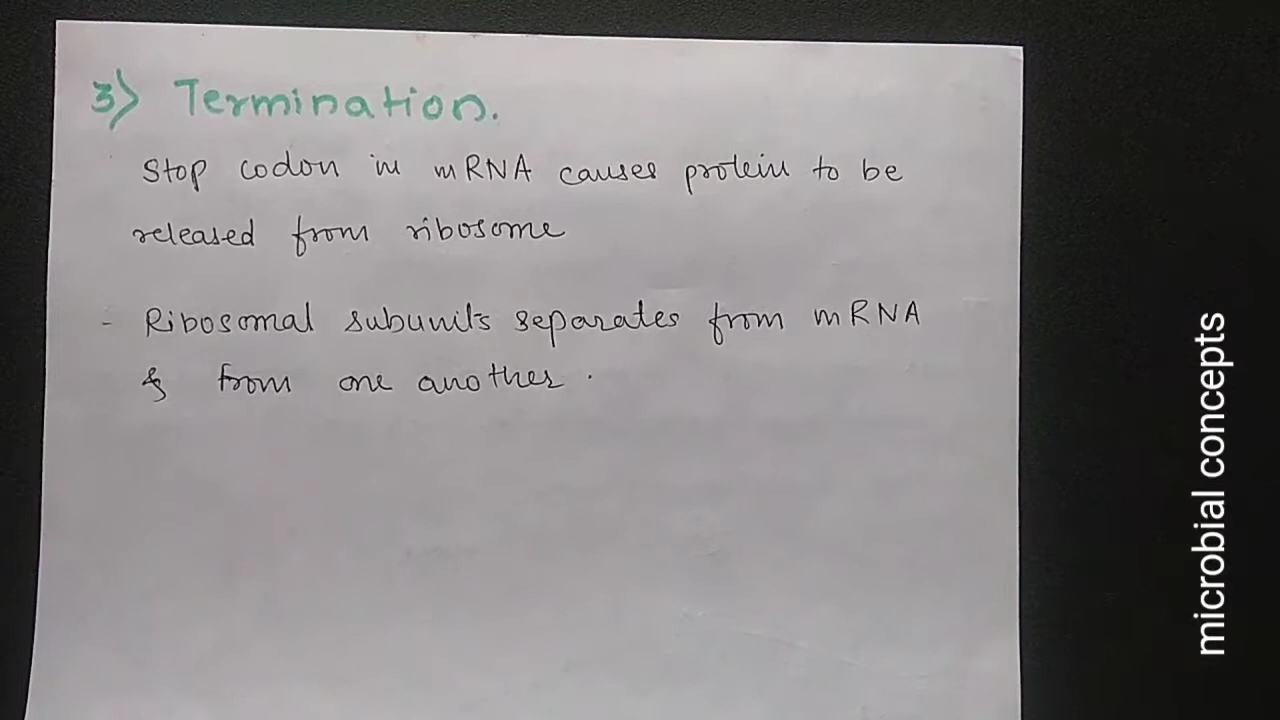 3) Termination.
Stop codon in mRNA causes protein to be
released from ribosome
- Ribosomal subunits separates from mRNA
& from one another.
microbial concepts